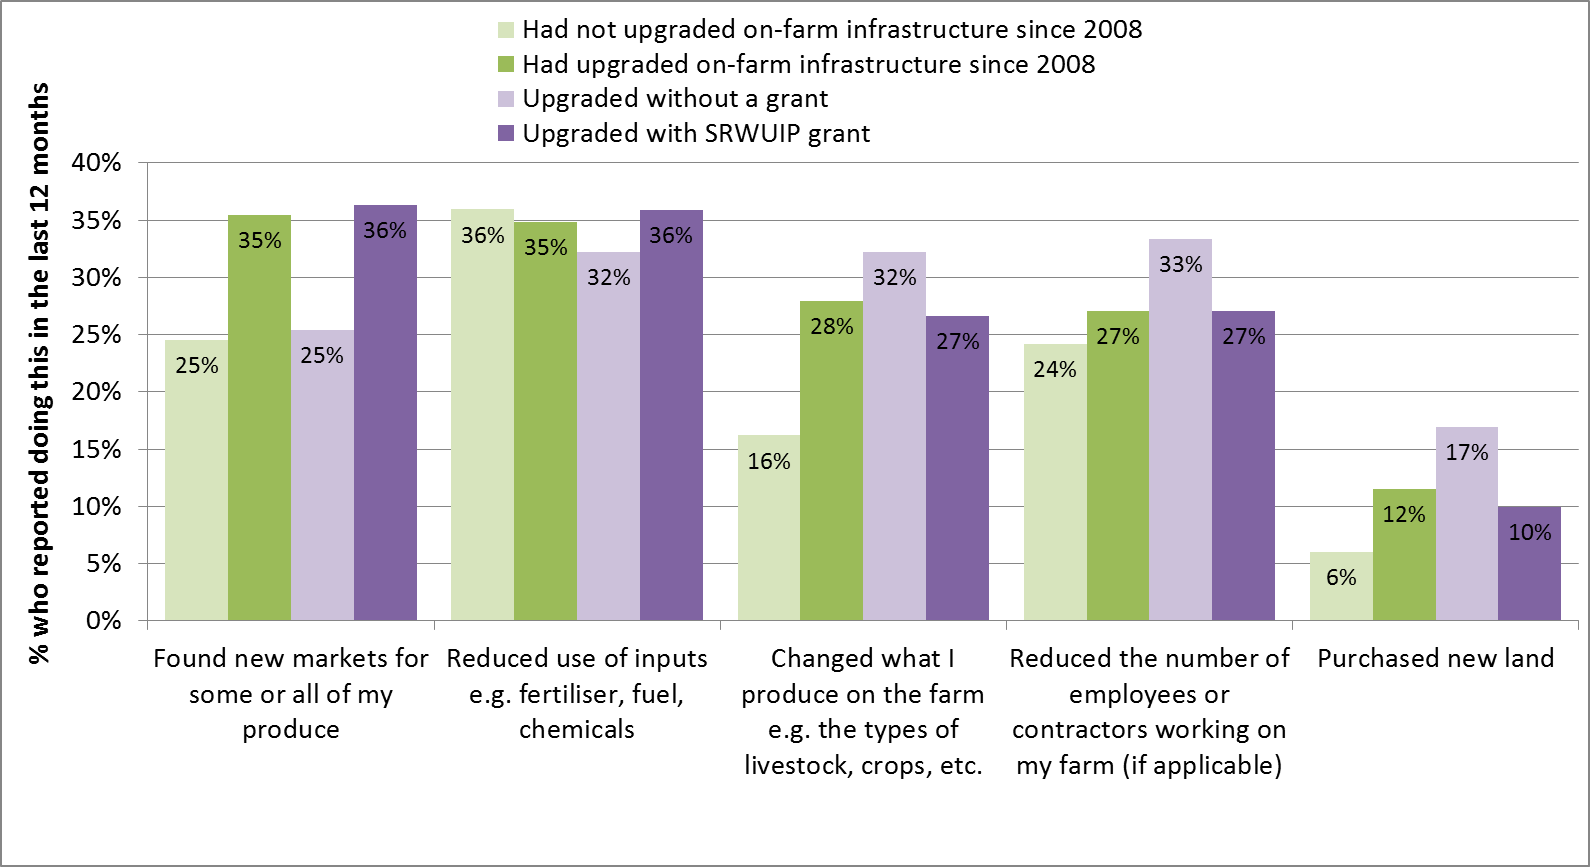 Had not upgraded on-farm infrastructure since 2008
Had upgraded on-farm infrastructure since 2008
Upgraded without a grant
Upgraded with SRWUIP grant
% who reported doing this in the last 12 months
40%
35%
30%
25%
20%
15%
10%
5%
0%
25%
35%
25%
36%
36%
35%
32%
36%
16%
28%
32%
27%
24%
27%
33%
27%
6%
12%
17%
10%
Found new markets for
some or all of my
produce
Reduced use of inputs
e.g. fertiliser, fuel,
chemicals
Changed what I
produce on the farm
e.g. the types of
livestock, crops, etc.
Reduced the number of
employees or
contractors working on
my farm (if applicable)
Purchased new land